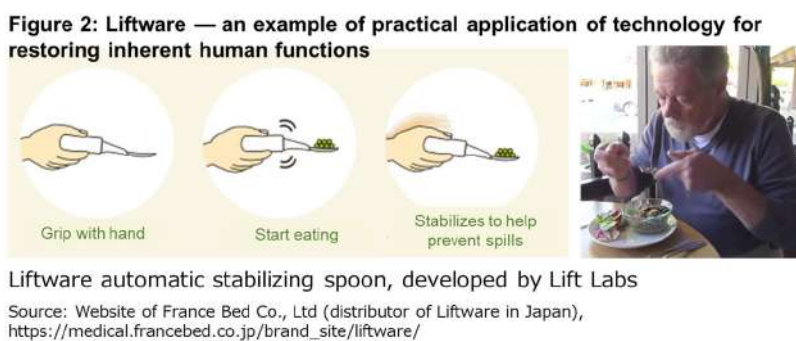 Figure 2: Liftware — an example of practical application of technology for
restoring inherent human functions
Grip with hand
Start eating
Stabilizes to help
prevent spills
Liftware automatic stabilizing spoon, developed by Lift Labs
Source: Website of France Bed Co., Ltd (distributor of Liftware in Japan),
https://medical.francebed.co.jp/brand_site/liftware/